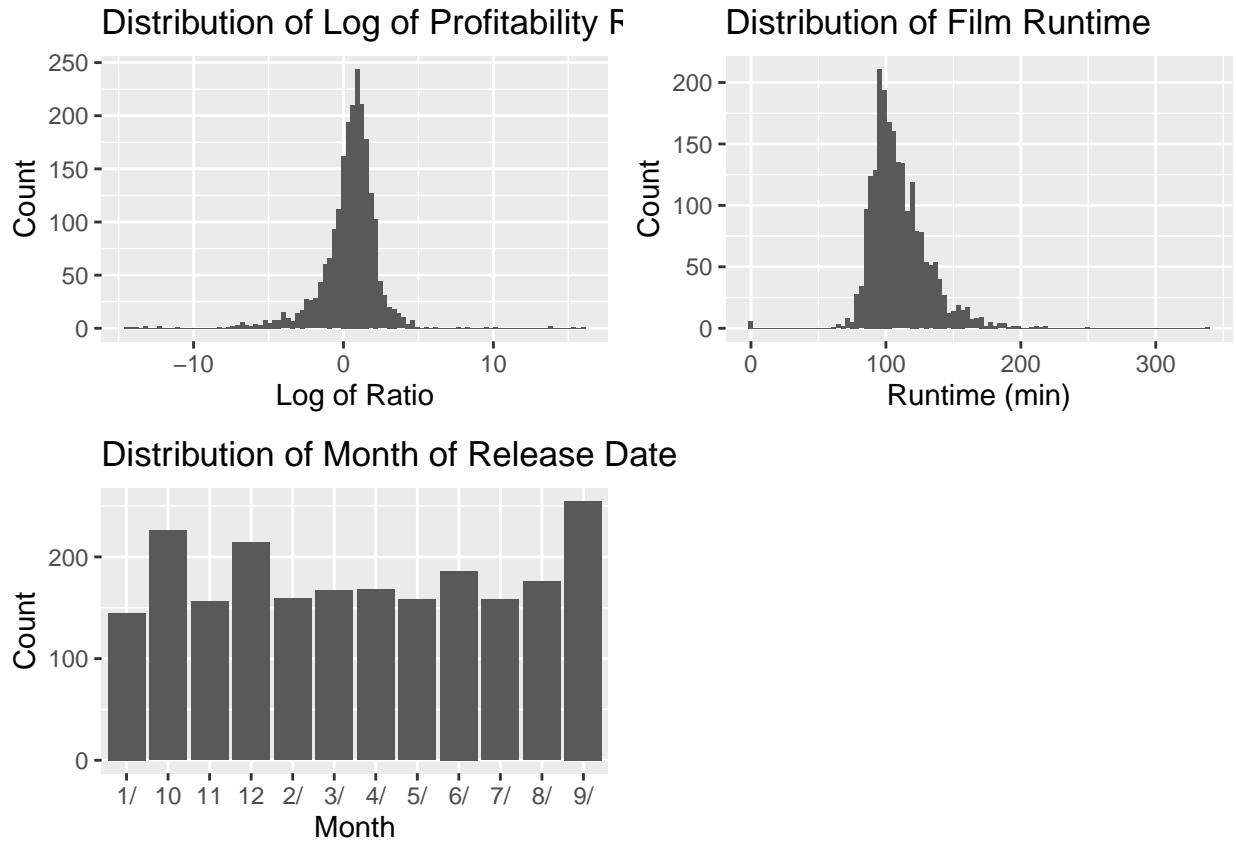 Distribution of Log of Profitability R
250
200
150
100
50
0
Count
−10 0 10
Log of Ratio
Distribution of Film Runtime
200
150
100
50
0
Count
0 100 200 300
Runtime (min)
Distribution of Month of Release Date
200
100
0
Count
1/ 10 11 12 2/ 3/ 4/ 5/ 6/ 7/ 8/ 9/
Month